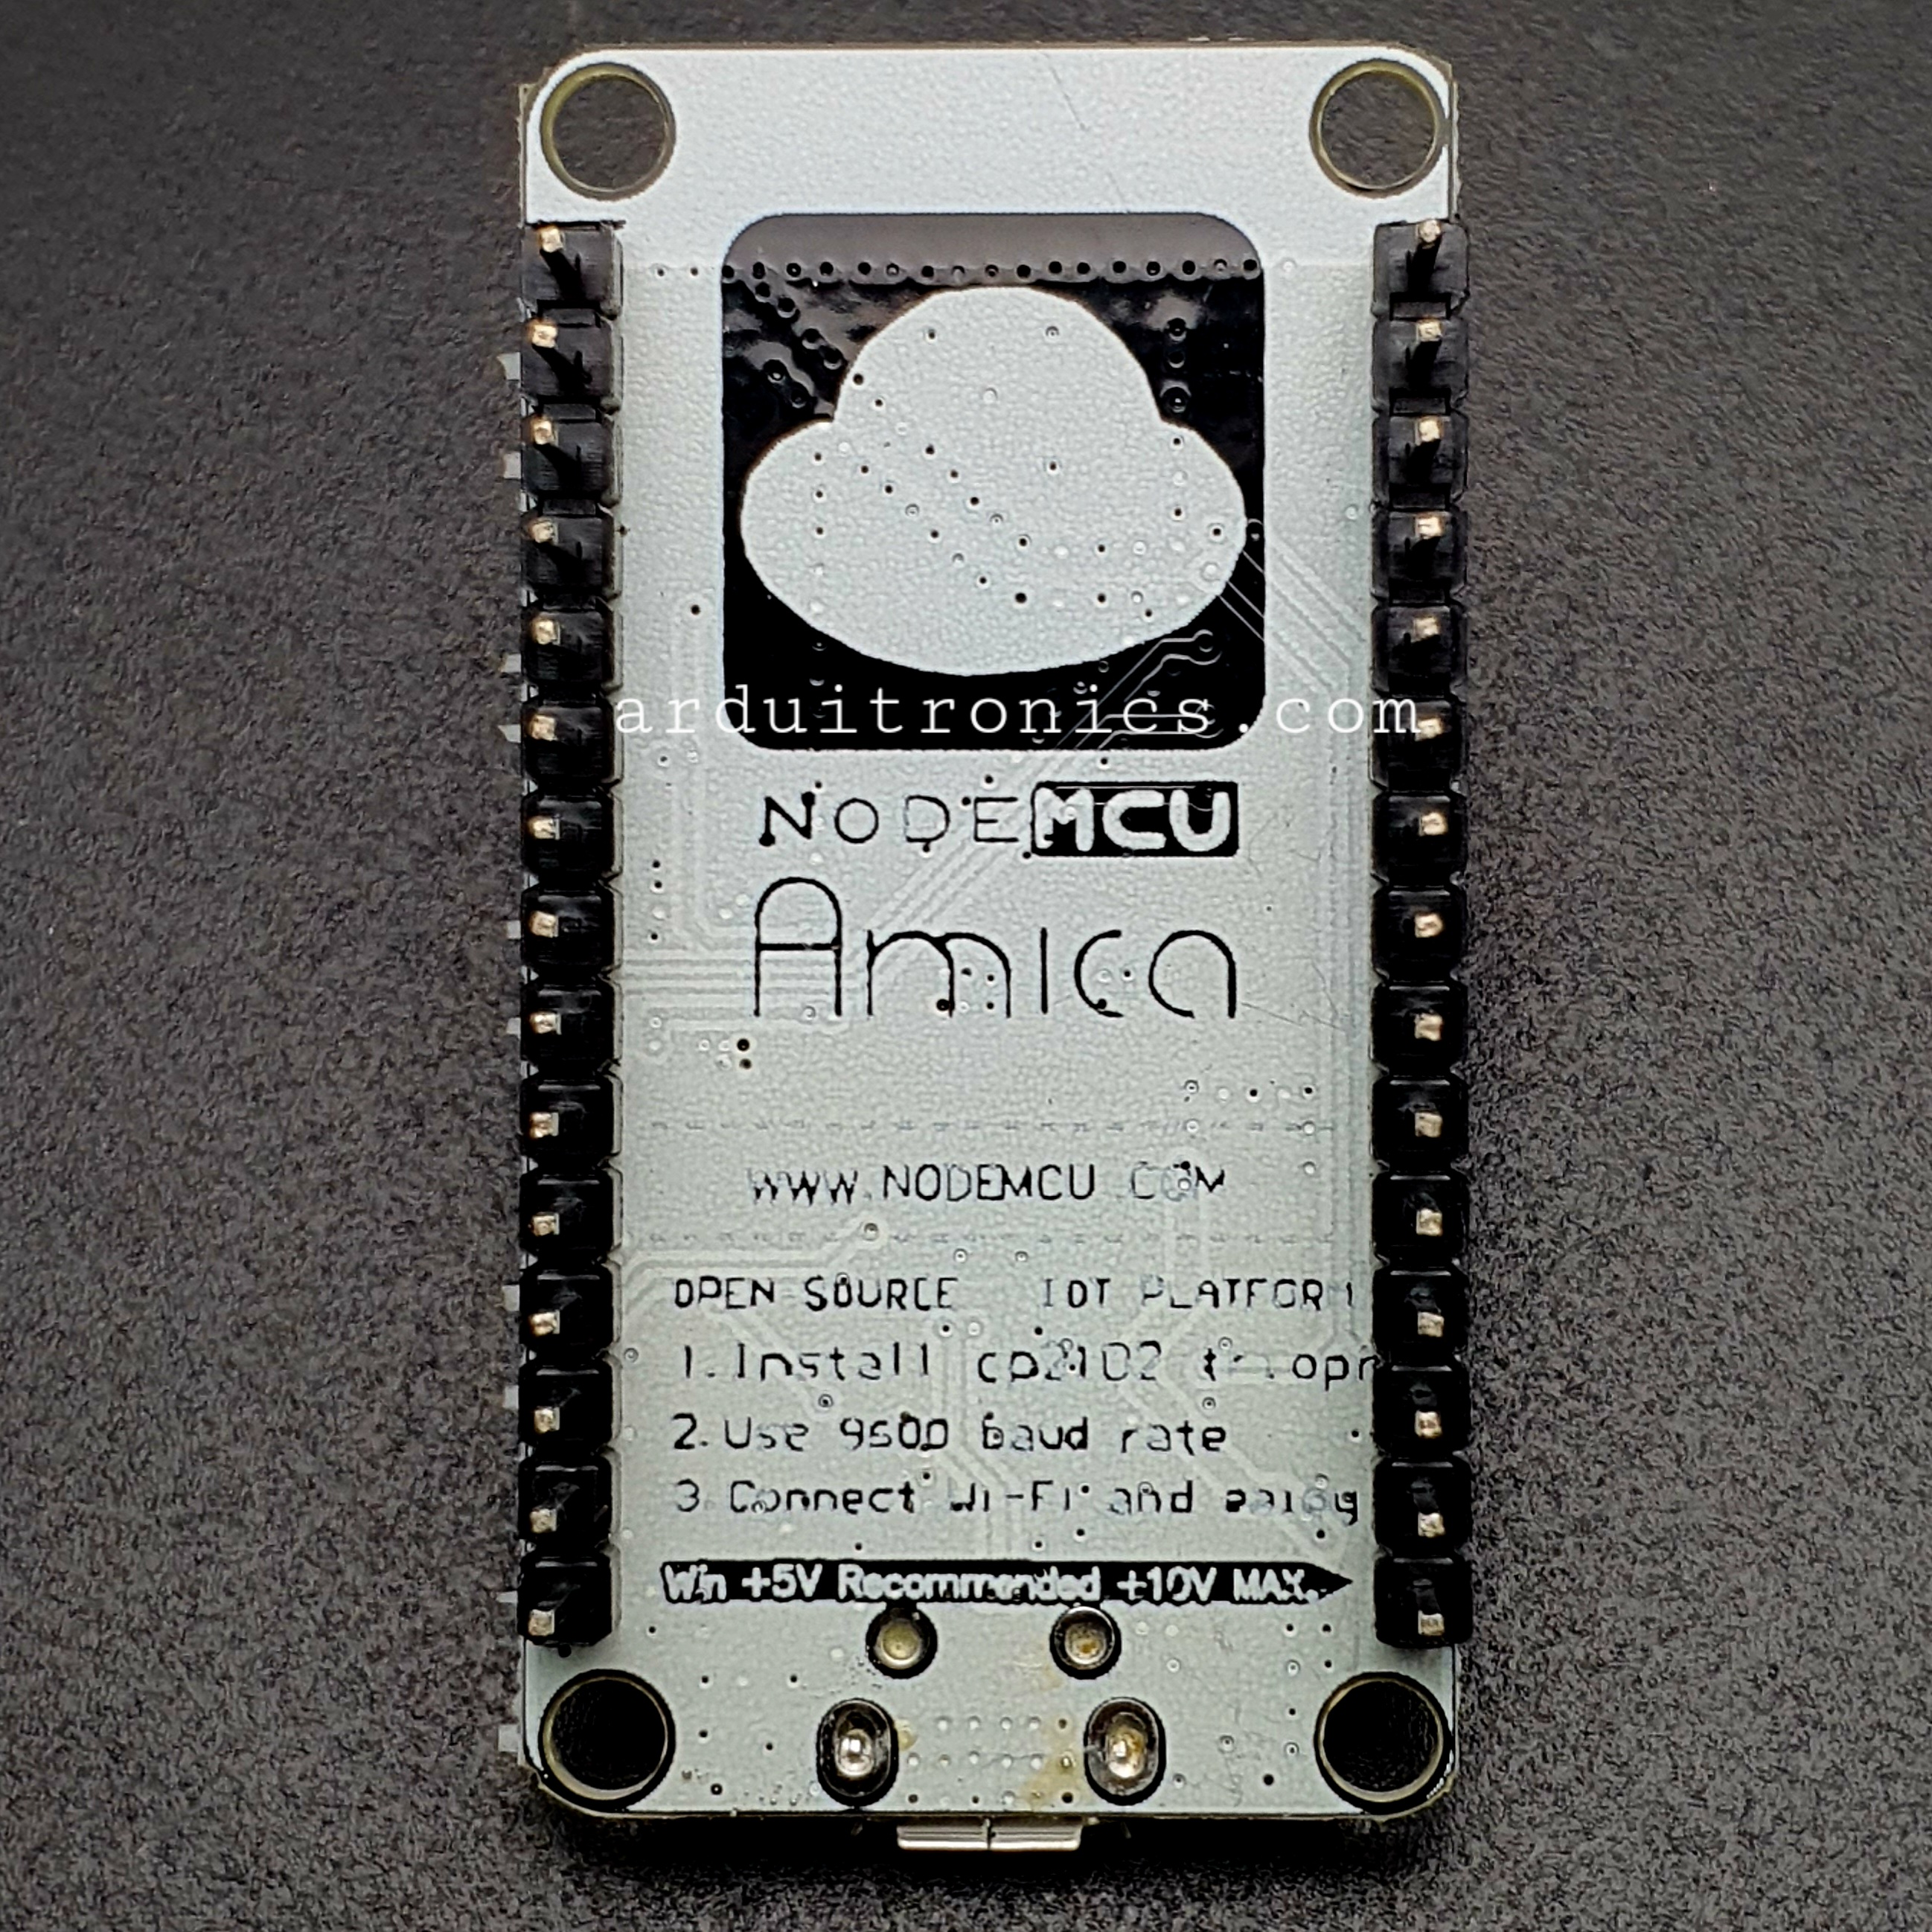 arduitronics.com
NODEMCU
Amica
WWW.NODEMCU.COM
OPEN SOURCE IOT PLATFORM
1. Install cp2102
2. Use 9600 baud rate
3. Connect Wi-Fi and
Win +5V Recommended +10V MAX.